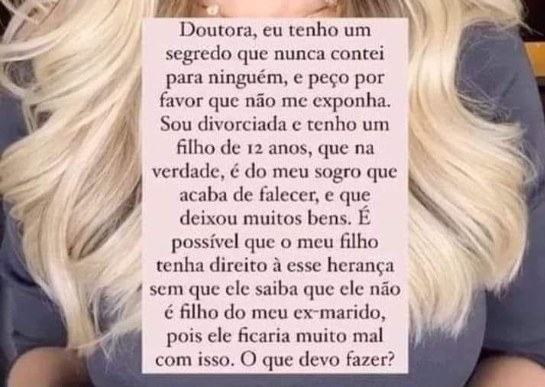 Doutora, eu tenho um
segredo que nunca contei
para ninguém, e peço por
favor que não me exponha.
Sou divorciada e tenho um
filho de 12 anos, que na
verdade, é do meu sogro que
acaba de falecer, e que
deixou muitos bens. É
possível que o meu filho
tenha direito à esse herança
sem que ele saiba que ele não
é filho do meu ex-marido,
pois ele ficaria muito mal
com isso. O que devo fazer?